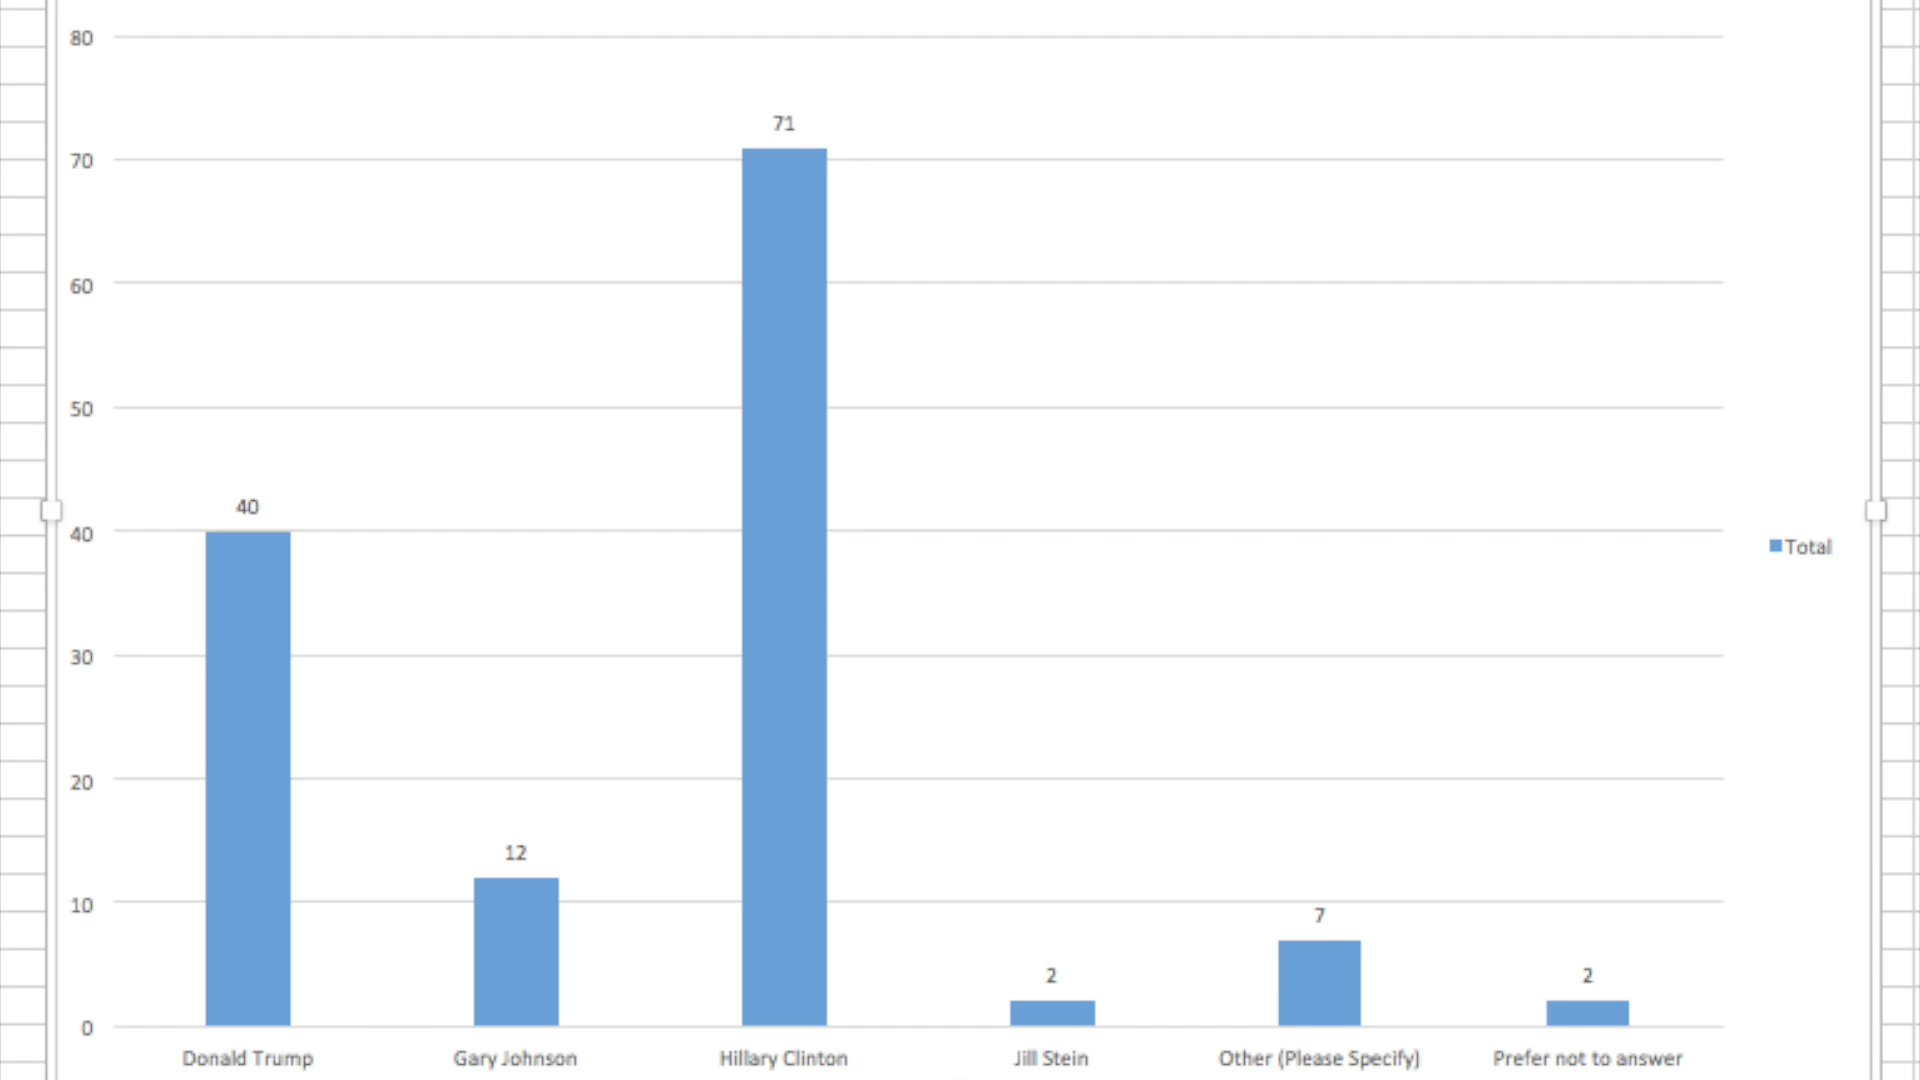 80
71
70
60
50
40
40
Total
30
20
12
10
7
2
2
0
Donald Trump
Gary Johnson
Hillary Clinton
Jill Stein
Other (Please Specify)
Prefer not to answer